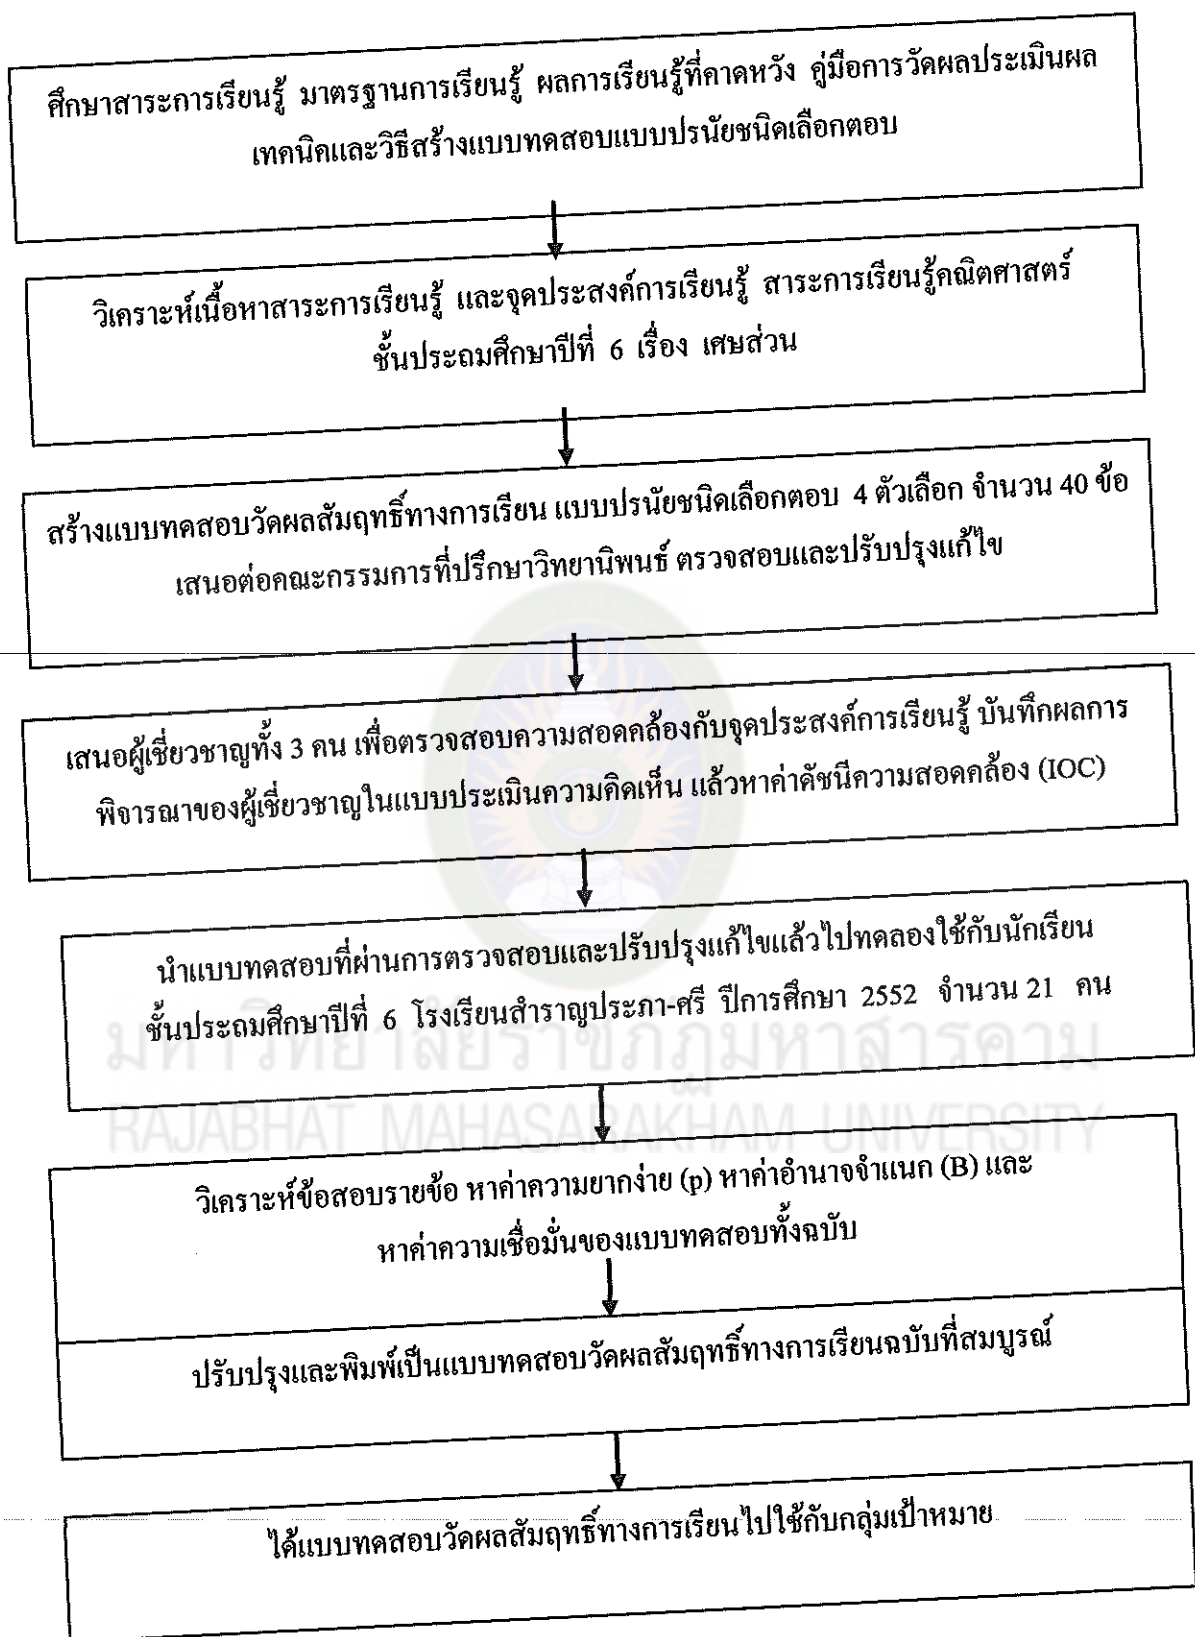 ศึกษาสาระการเรียนรู้ มาตรฐานการเรียนรู้ ผลการเรียนรู้ที่คาดหวัง คู่มือการวัดผลประเมินผล
เทคนิคและวิธีสร้างแบบทดสอบแบบปรนัยชนิดเลือกตอบ
วิเคราะห์เนื้อหาสาระการเรียนรู้ และจุดประสงค์การเรียนรู้ สาระการเรียนรู้คณิตศาสตร์
ชั้นประถมศึกษาปีที่ 6 เรื่อง เศษส่วน
สร้างแบบทดสอบวัดผลสัมฤทธิ์ทางการเรียน แบบปรนัยชนิดเลือกตอบ 4 ตัวเลือก จำนวน 40 ข้อ
เสนอต่อคณะกรรมการที่ปรึกษาวิทยานิพนธ์ ตรวจสอบและปรับปรุงแก้ไข
เสนอผู้เชี่ยวชาญทั้ง 3 คน เพื่อตรวจสอบความสอดคล้องกับจุดประสงค์การเรียนรู้ บันทึกผลการ
พิจารณาของผู้เชี่ยวชาญในแบบประเมินความคิดเห็น แล้วหาค่าดัชนีความสอดคล้อง (IOC)
นำแบบทดสอบที่ผ่านการตรวจสอบและปรับปรุงแก้ไขแล้วไปทดลองใช้กับนักเรียน
ชั้นประถมศึกษาปีที่ 6 โรงเรียนสำราญประภา-ศรี ปีการศึกษา 2552 จำนวน 21 คน
มหาวิทยาลัยราชภัฏมหาสารคาม
RAJABHAT MAHASARAKHAM UNIVERSITY
วิเคราะห์ข้อสอบรายข้อ หาค่าความยากง่าย (p) หาค่าอำนาจจำแนก (B) และ
หาค่าความเชื่อมั่นของแบบทดสอบทั้งฉบับ
ปรับปรุงและพิมพ์เป็นแบบทดสอบวัดผลสัมฤทธิ์ทางการเรียนฉบับที่สมบูรณ์
ได้แบบทดสอบวัดผลสัมฤทธิ์ทางการเรียนไปใช้กับกลุ่มเป้าหมาย